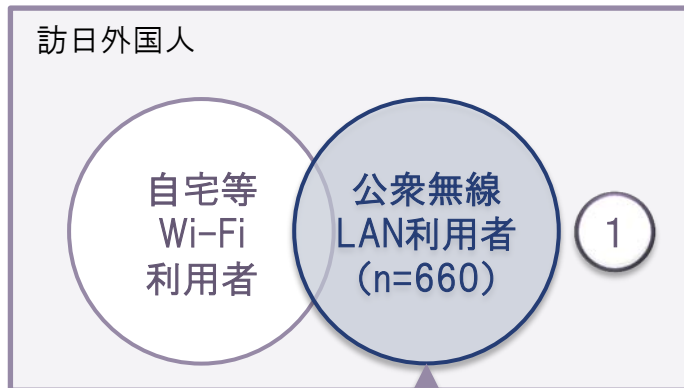 訪日外国人
自宅等
Wi-Fi
利用者
公衆無線
LAN利用者
(n=660)
1